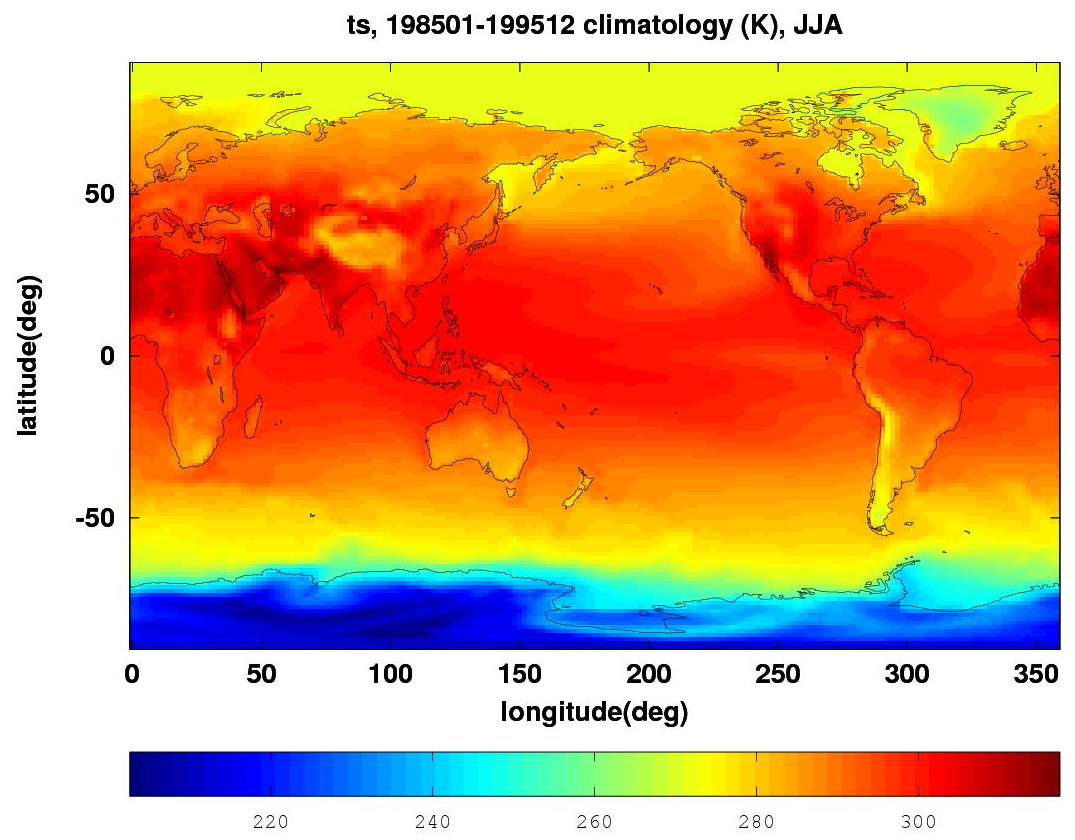 ts, 198501-199512 climatology (K), JJA
latitude(deg)
50
0
-50
0 50 100 150 200 250 300 350
longitude(deg)
220 240 260 280 300